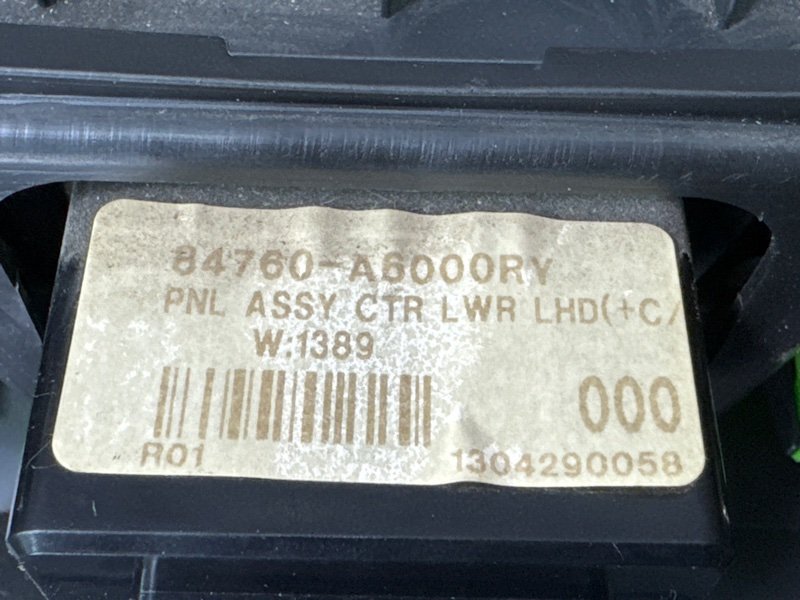 84760-A6000RY
PNL ASSY CTR LWR LHD(+C/
W:1389
000
R01
1304290058